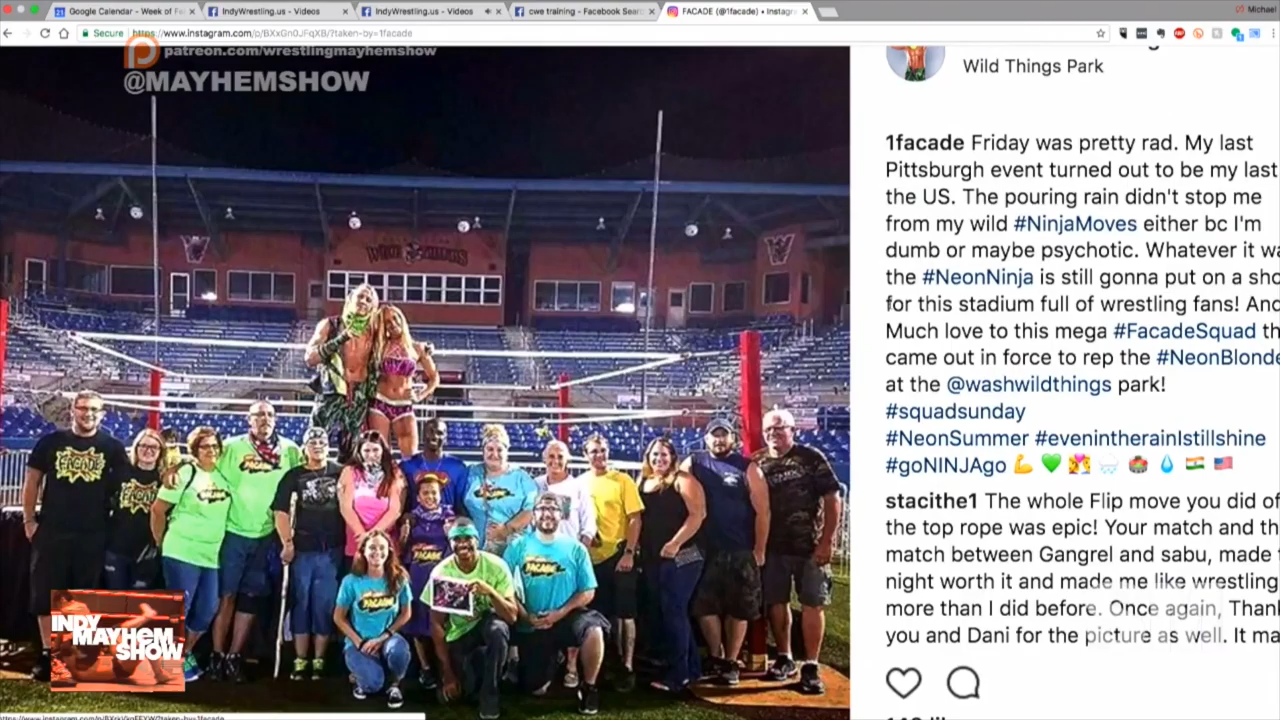 Google Calendar - Week of
IndyWrestling.us - Videos
IndyWrestling.us - Videos
cwe training - Facebook Sear
FACADE (@1facade) • Instagr
Michael
Secure
https://www.instagram.com/p/BXxGn0JFqXB/?taken-by=1facade
patreon.com/wrestlingmayhemshow
@MAYHEMSHOW
Wild Things Park
1facade Friday was pretty rad. My last
Pittsburgh event turned out to be my last
the US. The pouring rain didn't stop me
from my wild #NinjaMoves either bc I'm
dumb or maybe psychotic. Whatever it wa
the #NeonNinja is still gonna put on a sho
for this stadium full of wrestling fans! And
Much love to this mega #FacadeSquad th
came out in force to rep the #NeonBlonde
at the @washwildthings park!
#squadsunday
#NeonSummer #evenintherainIstillshine
#goNINJAgo 💪 💚 👯 🌧 🏟 💧 🇮🇳 🇺🇸
stacithe1 The whole Flip move you did of
the top rope was epic! Your match and th
match between Gangrel and sabu, made
night worth it and made me like wrestling
more than I did before. Once again, Thank
you and Dani for the picture as well. It ma
WILD THINGS
FACADE
FACADE
FACADE
FACADE
FACADE
FACADE
INDY
MAYHEM
SHOW